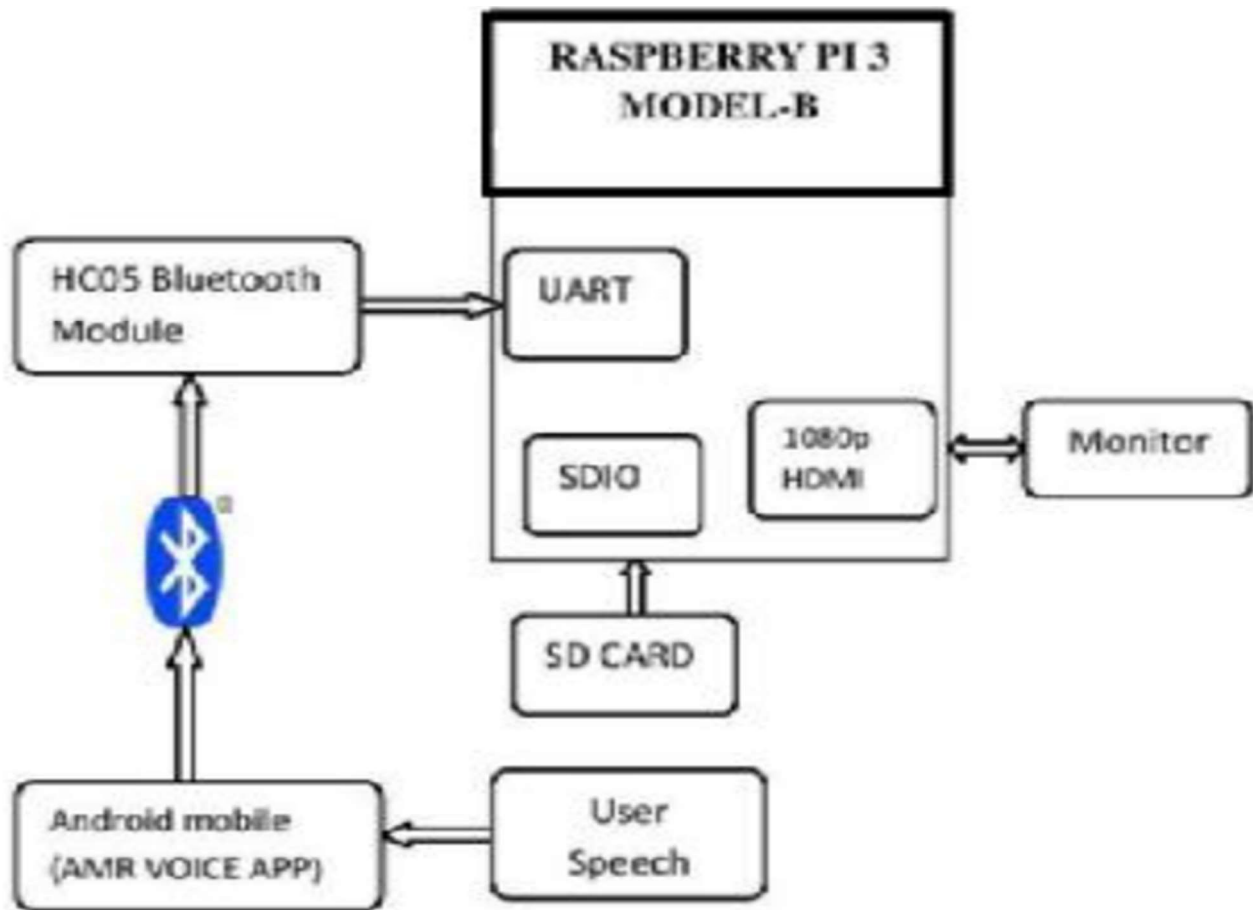 RASPBERRY PI 3
MODEL-B
HC05 Bluetooth
Module
UART
1080p
HDMI
Monitor
SDIO
SD CARD
Android mobile
(AMR VOICE APP)
User
Speech